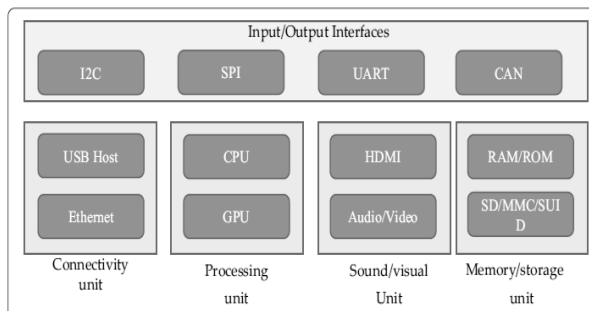 Input/Output Interfaces
I2C SPI UART CAN
USB Host CPU HDMI RAM/ROM
Ethernet GPU Audio/Video SD/MMC/SUI
D
Connectivity Processing Sound/visual Memory/storage
unit unit Unit unit